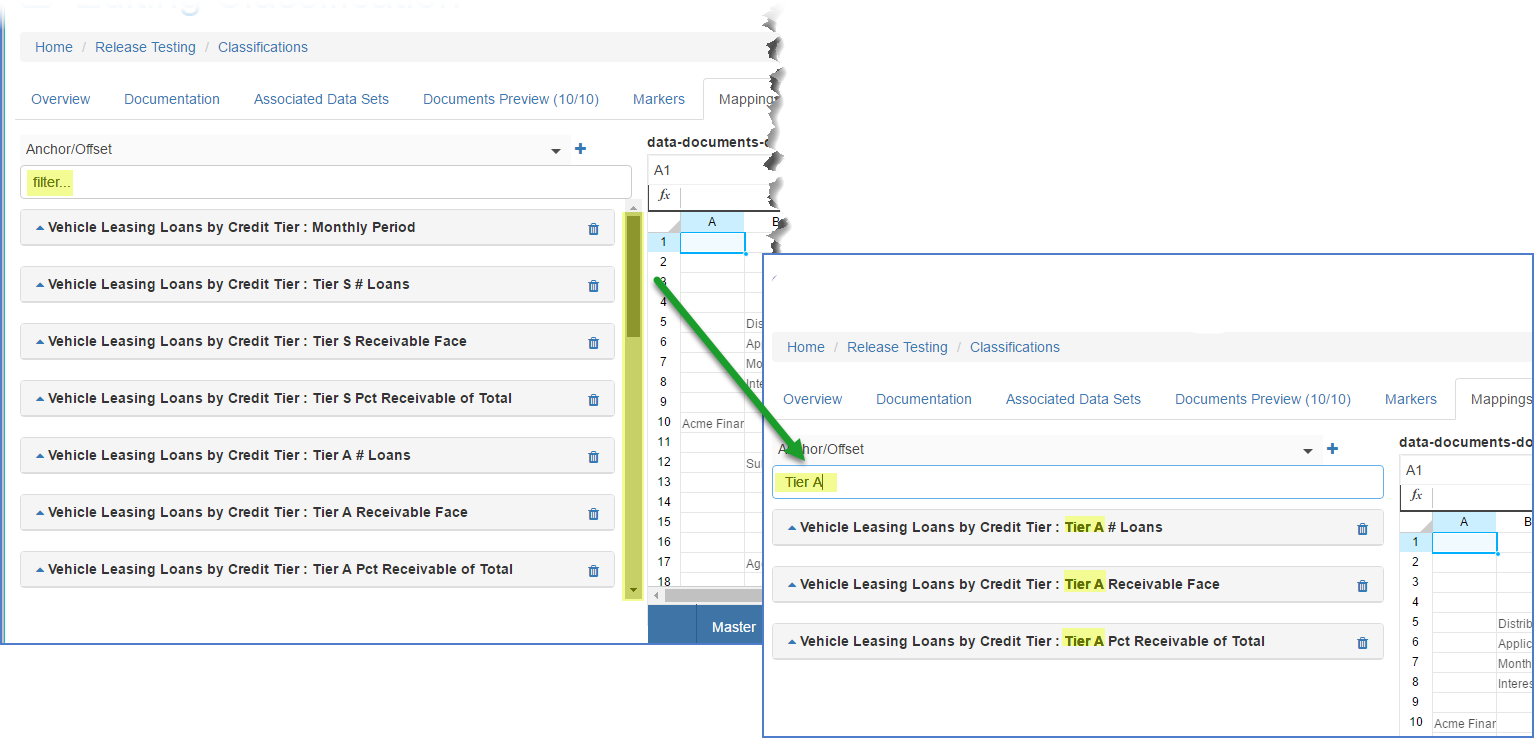 Home / Release Testing / Classifications
Overview Documentation Associated Data Sets Documents Preview (10/10) Markers Mapping
Anchor/Offset
filter...
Vehicle Leasing Loans by Credit Tier : Monthly Period
Vehicle Leasing Loans by Credit Tier : Tier S # Loans
Vehicle Leasing Loans by Credit Tier : Tier S Receivable Face
Vehicle Leasing Loans by Credit Tier : Tier S Pct Receivable of Total
Vehicle Leasing Loans by Credit Tier : Tier A # Loans
Vehicle Leasing Loans by Credit Tier : Tier A Receivable Face
Vehicle Leasing Loans by Credit Tier : Tier A Pct Receivable of Total
data-documents-d
A1
fx
A B
1
2
3
4
5 Dis
6 Ap
7 Mo
8 Inte
9
10 Acme Finar
11
12 Su
13
14
15
16
17 Ag
18
Master
Home / Release Testing / Classifications
Overview Documentation Associated Data Sets Documents Preview (10/10) Markers Mappings
Anchor/Offset
Tier A
Vehicle Leasing Loans by Credit Tier : Tier A # Loans
Vehicle Leasing Loans by Credit Tier : Tier A Receivable Face
Vehicle Leasing Loans by Credit Tier : Tier A Pct Receivable of Total
data-documents-do
A1
fx
A B
1
2
3
4
5 Distrib
6 Applic
7 Month
8 Interes
9
10 Acme Finar